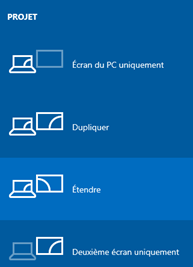 PROJET
Écran du PC uniquement
Dupliquer
Étendre
Deuxième écran uniquement